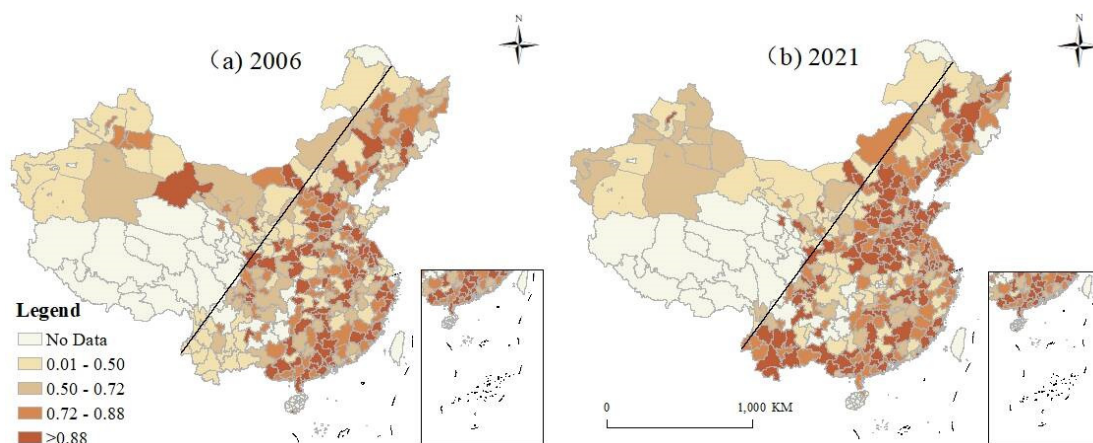 N
(a) 2006
Legend
No Data
0.01 - 0.50
0.50 - 0.72
0.72 - 0.88
>0.88
N
(b) 2021
0 1,000 KM